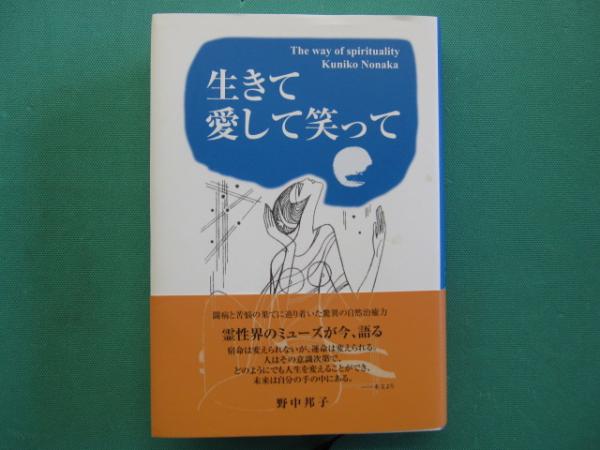 The way of spirituality
Kuniko Nonaka
生きて
愛して笑って
闘病と苦悩の果てに辿り着いた驚異の自然治癒力
霊性界のミューズが今、語る
宿命は変えられないが、運命は変えられる。
人はその意識次第で、
どのようにでも人生を変えることができ、
未来は自分の手の中にある。
——本文より
野中邦子